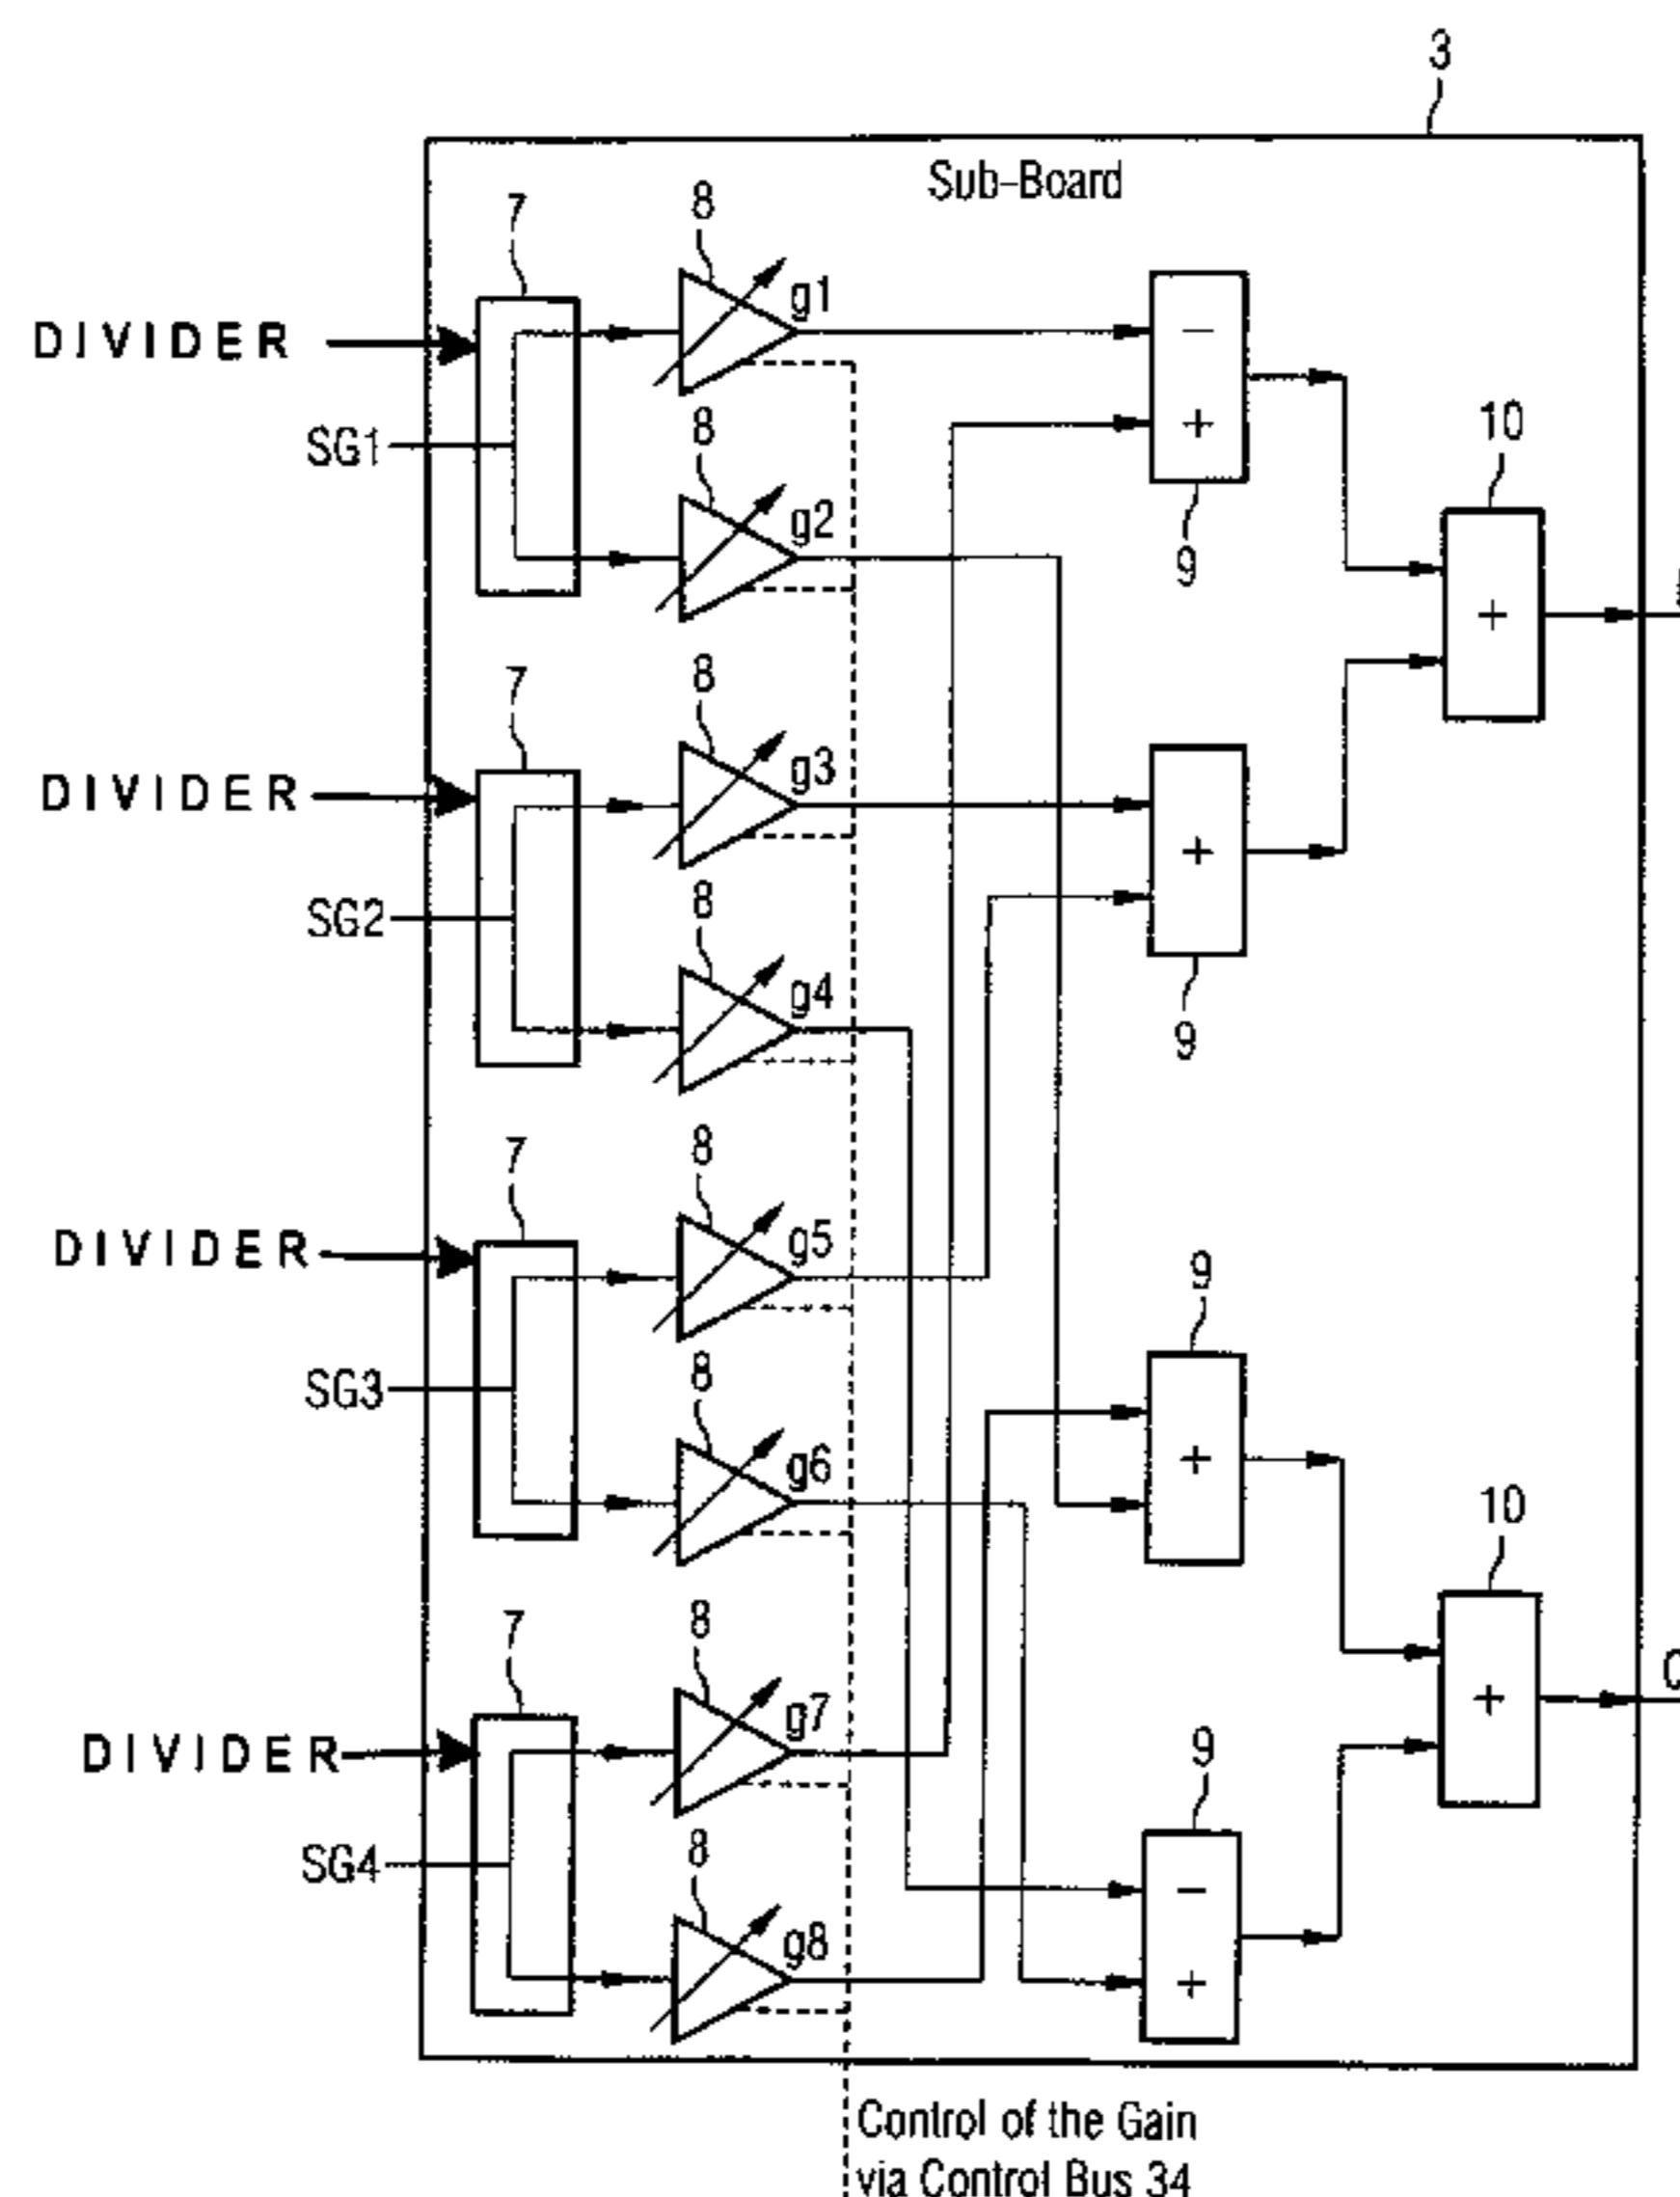 3
Sub-Board
7
8
g1
DIVIDER
SG1
8
g2
−
+
9
10
+
7
8
g3
DIVIDER
SG2
8
g4
+
9
7
8
g5
DIVIDER
SG3
8
g6
9
+
10
+
7
8
g7
DIVIDER
SG4
8
g8
9
−
+
Control of the Gain
via Control Bus 34